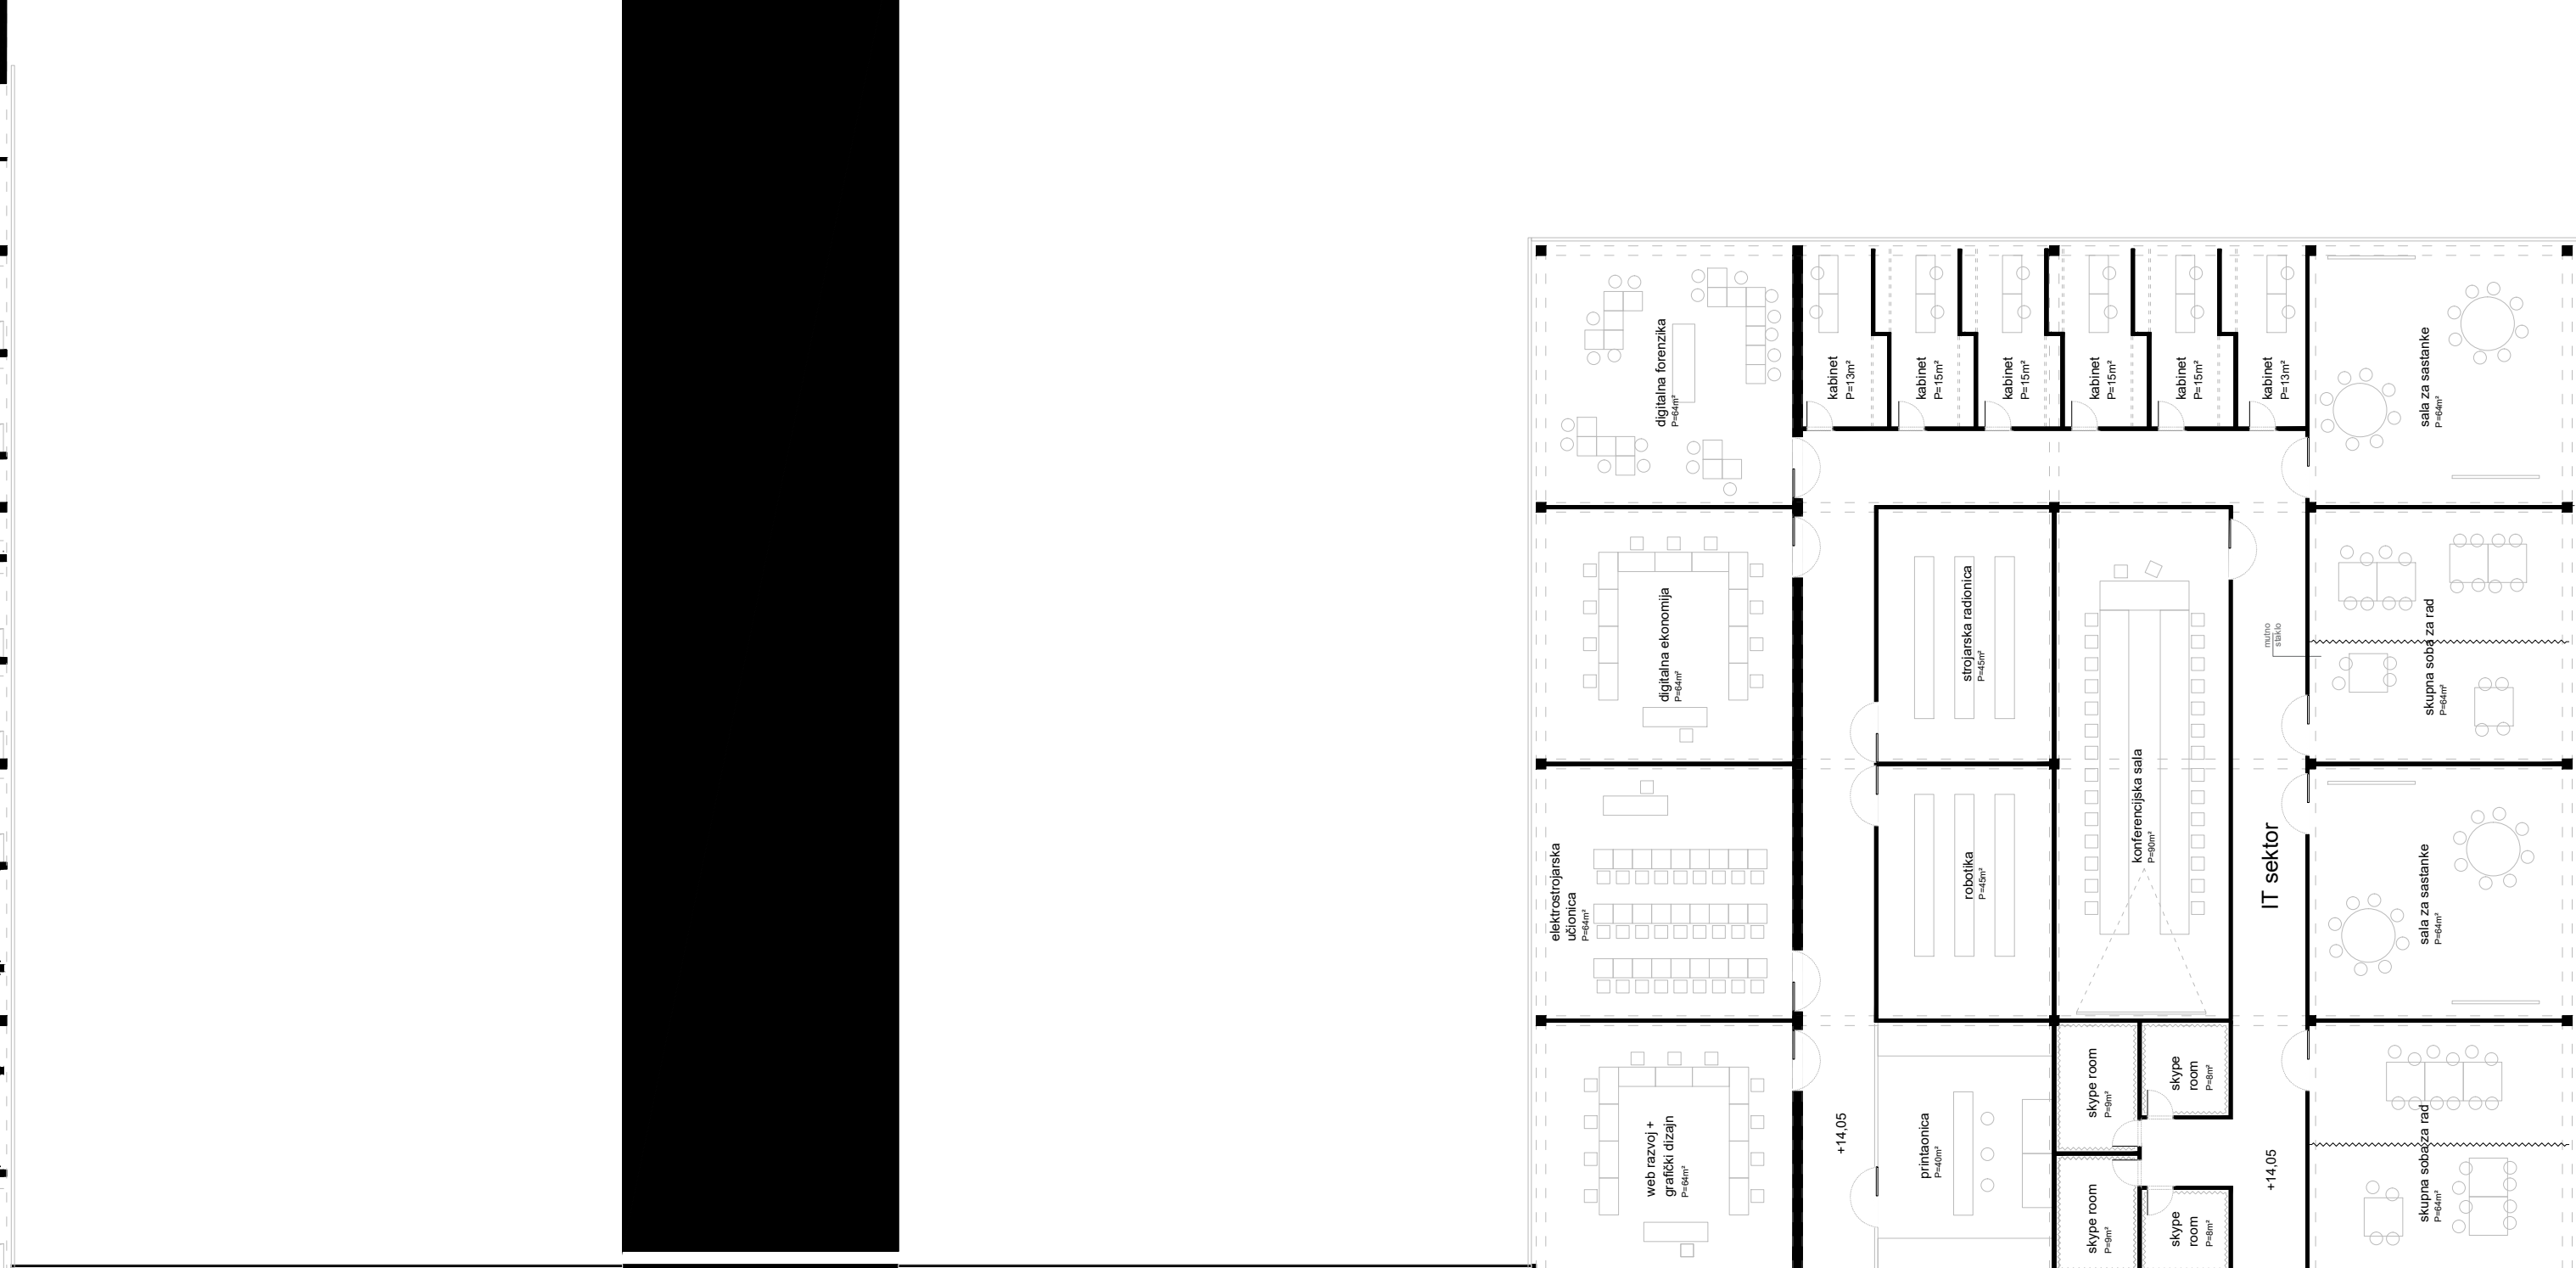 digitalna forenzika
P=64m²
kabinet
P=13m²
kabinet
P=15m²
kabinet
P=15m²
kabinet
P=15m²
kabinet
P=15m²
kabinet
P=13m²
sala za sastanke
P=64m²
digitalna ekonomija
P=64m²
strojarska radionica
P=45m²
mutno
staklo
skupna soba za rad
P=64m²
elektrostrojarska
učionica
P=64m²
robotika
P=45m²
konferencijska sala
P=90m²
IT sektor
sala za sastanke
P=64m²
web razvoj +
grafički dizajn
P=64m²
+14,05
printaonica
P=40m²
skype room
P=9m²
skype
room
P=8m²
skype room
P=9m²
skype
room
P=8m²
+14,05
skupna soba za rad
P=64m²